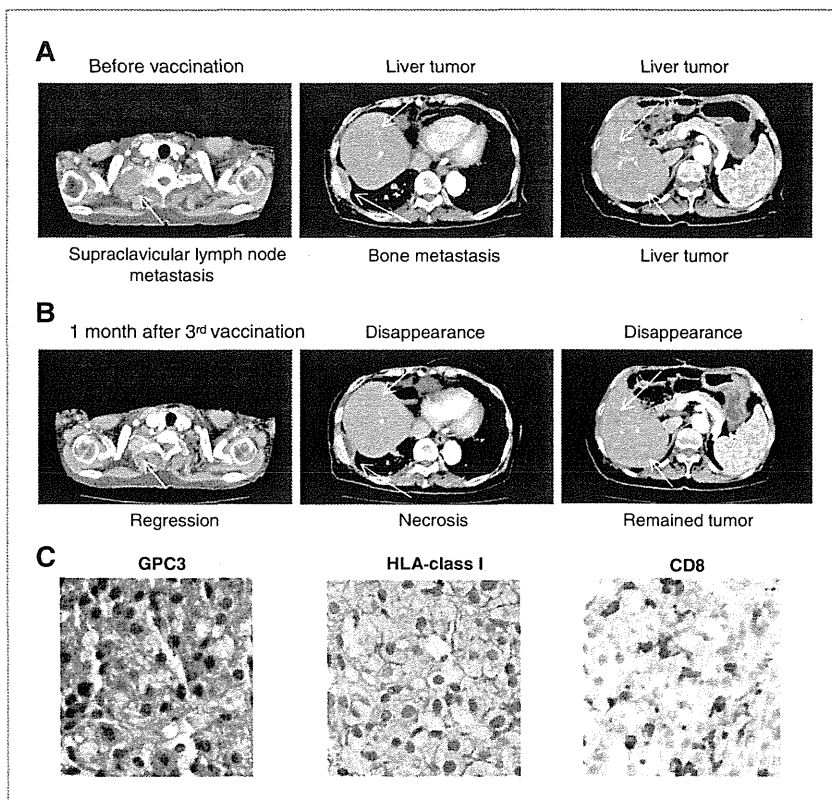 A
Before vaccination
Liver tumor
Liver tumor
Supraclavicular lymph node
metastasis
Bone metastasis
Liver tumor
B
1 month after 3rd vaccination
Disappearance
Disappearance
Regression
Necrosis
Remained tumor
C
GPC3
HLA-class I
CD8